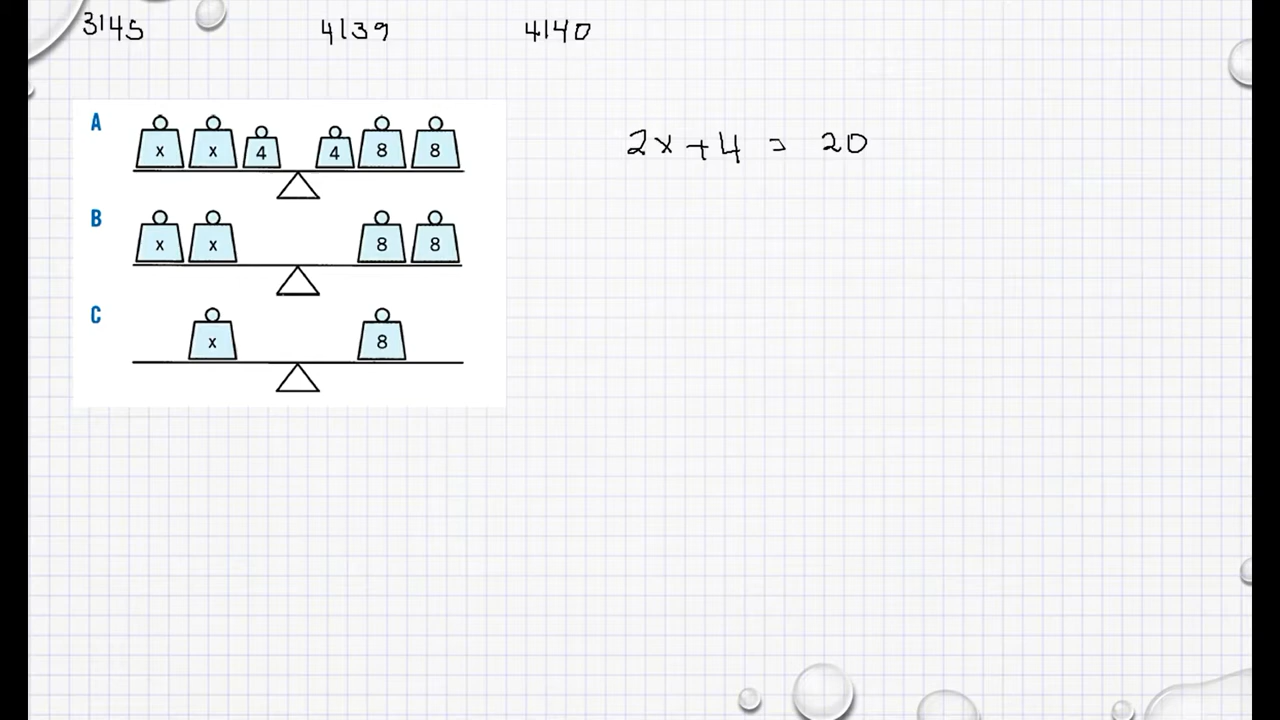 3145 4139 4140
A x x 4 4 8 8
2x + 4 = 20
B x x 8 8
C x 8